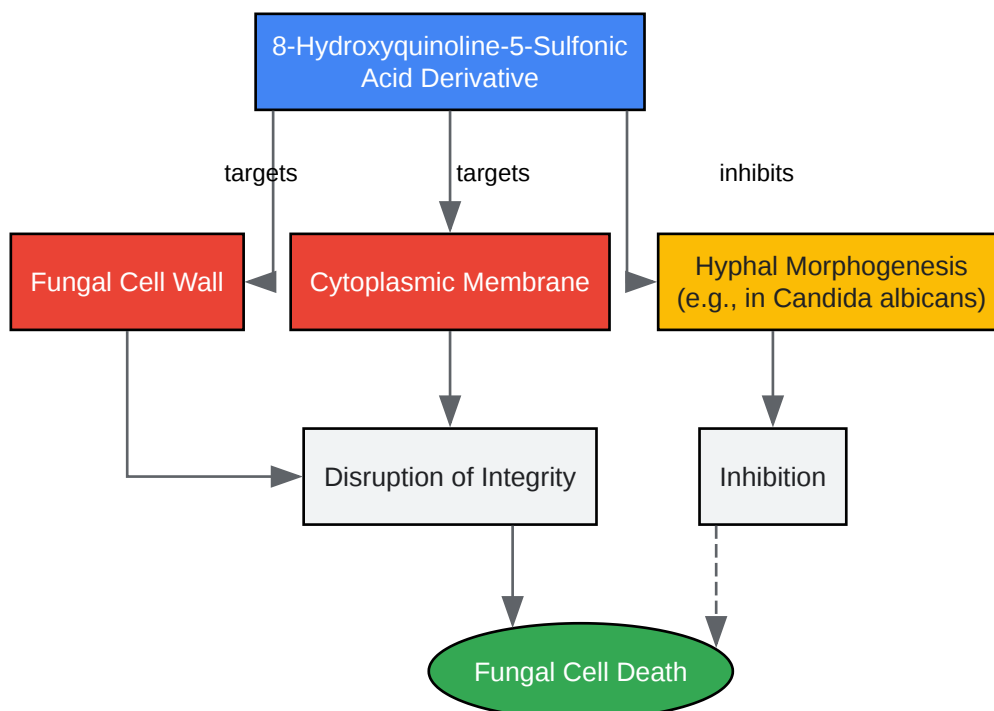 8-Hydroxyquinoline-5-Sulfonic
Acid Derivative
targets
targets
inhibits
Fungal Cell Wall
Cytoplasmic Membrane
Hyphal Morphogenesis
(e.g., in Candida albicans)
Disruption of Integrity
Inhibition
Fungal Cell Death